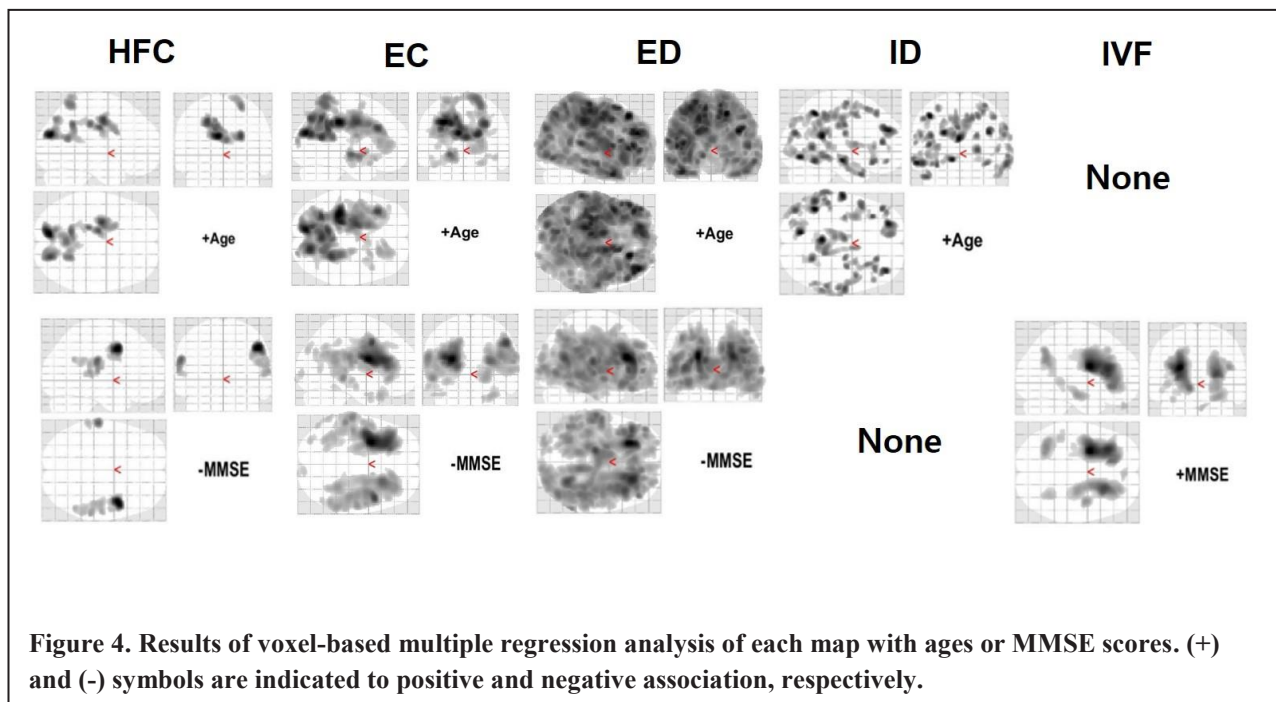 HFC EC ED ID IVF
None
+Age +Age +Age +Age
None
-MMSE -MMSE -MMSE +MMSE
Figure 4. Results of voxel-based multiple regression analysis of each map with ages or MMSE scores. (+)
and (-) symbols are indicated to positive and negative association, respectively.